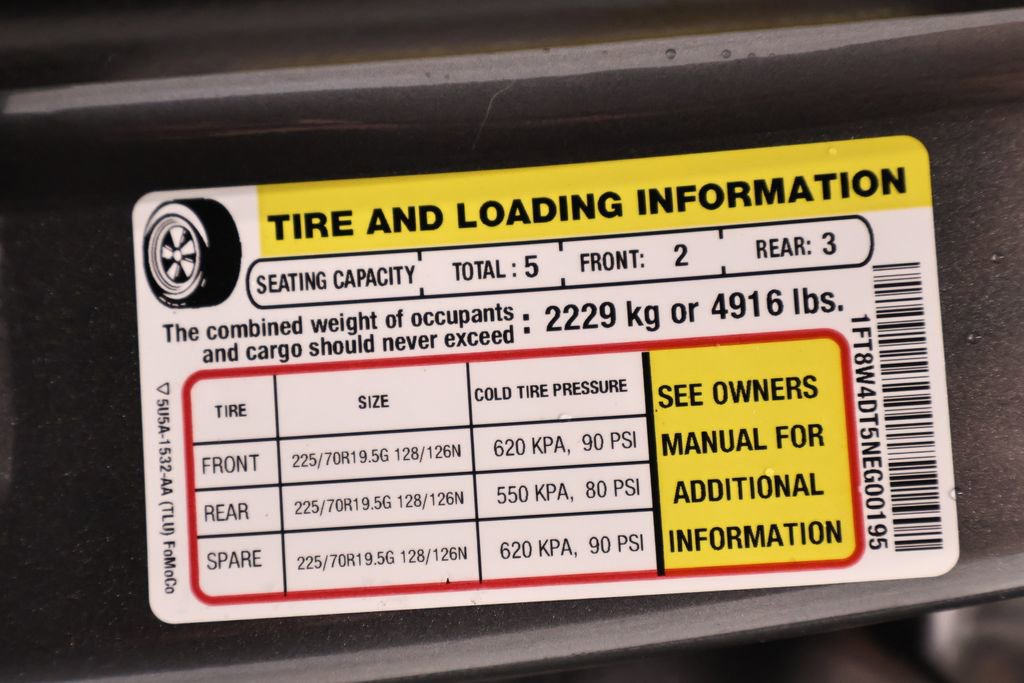 TIRE AND LOADING INFORMATION
SEATING CAPACITY TOTAL : 5 FRONT: 2 REAR: 3
The combined weight of occupants
and cargo should never exceed : 2229 kg or 4916 lbs.
TIRE SIZE COLD TIRE PRESSURE
FRONT 225/70R19.5G 128/126N 620 KPA, 90 PSI
REAR 225/70R19.5G 128/126N 550 KPA, 80 PSI
SPARE 225/70R19.5G 128/126N 620 KPA, 90 PSI
SEE OWNERS
MANUAL FOR
ADDITIONAL
INFORMATION
1FT8W4DT5NEG00195
5U5A-1532-AA (TLU) FoMoCo